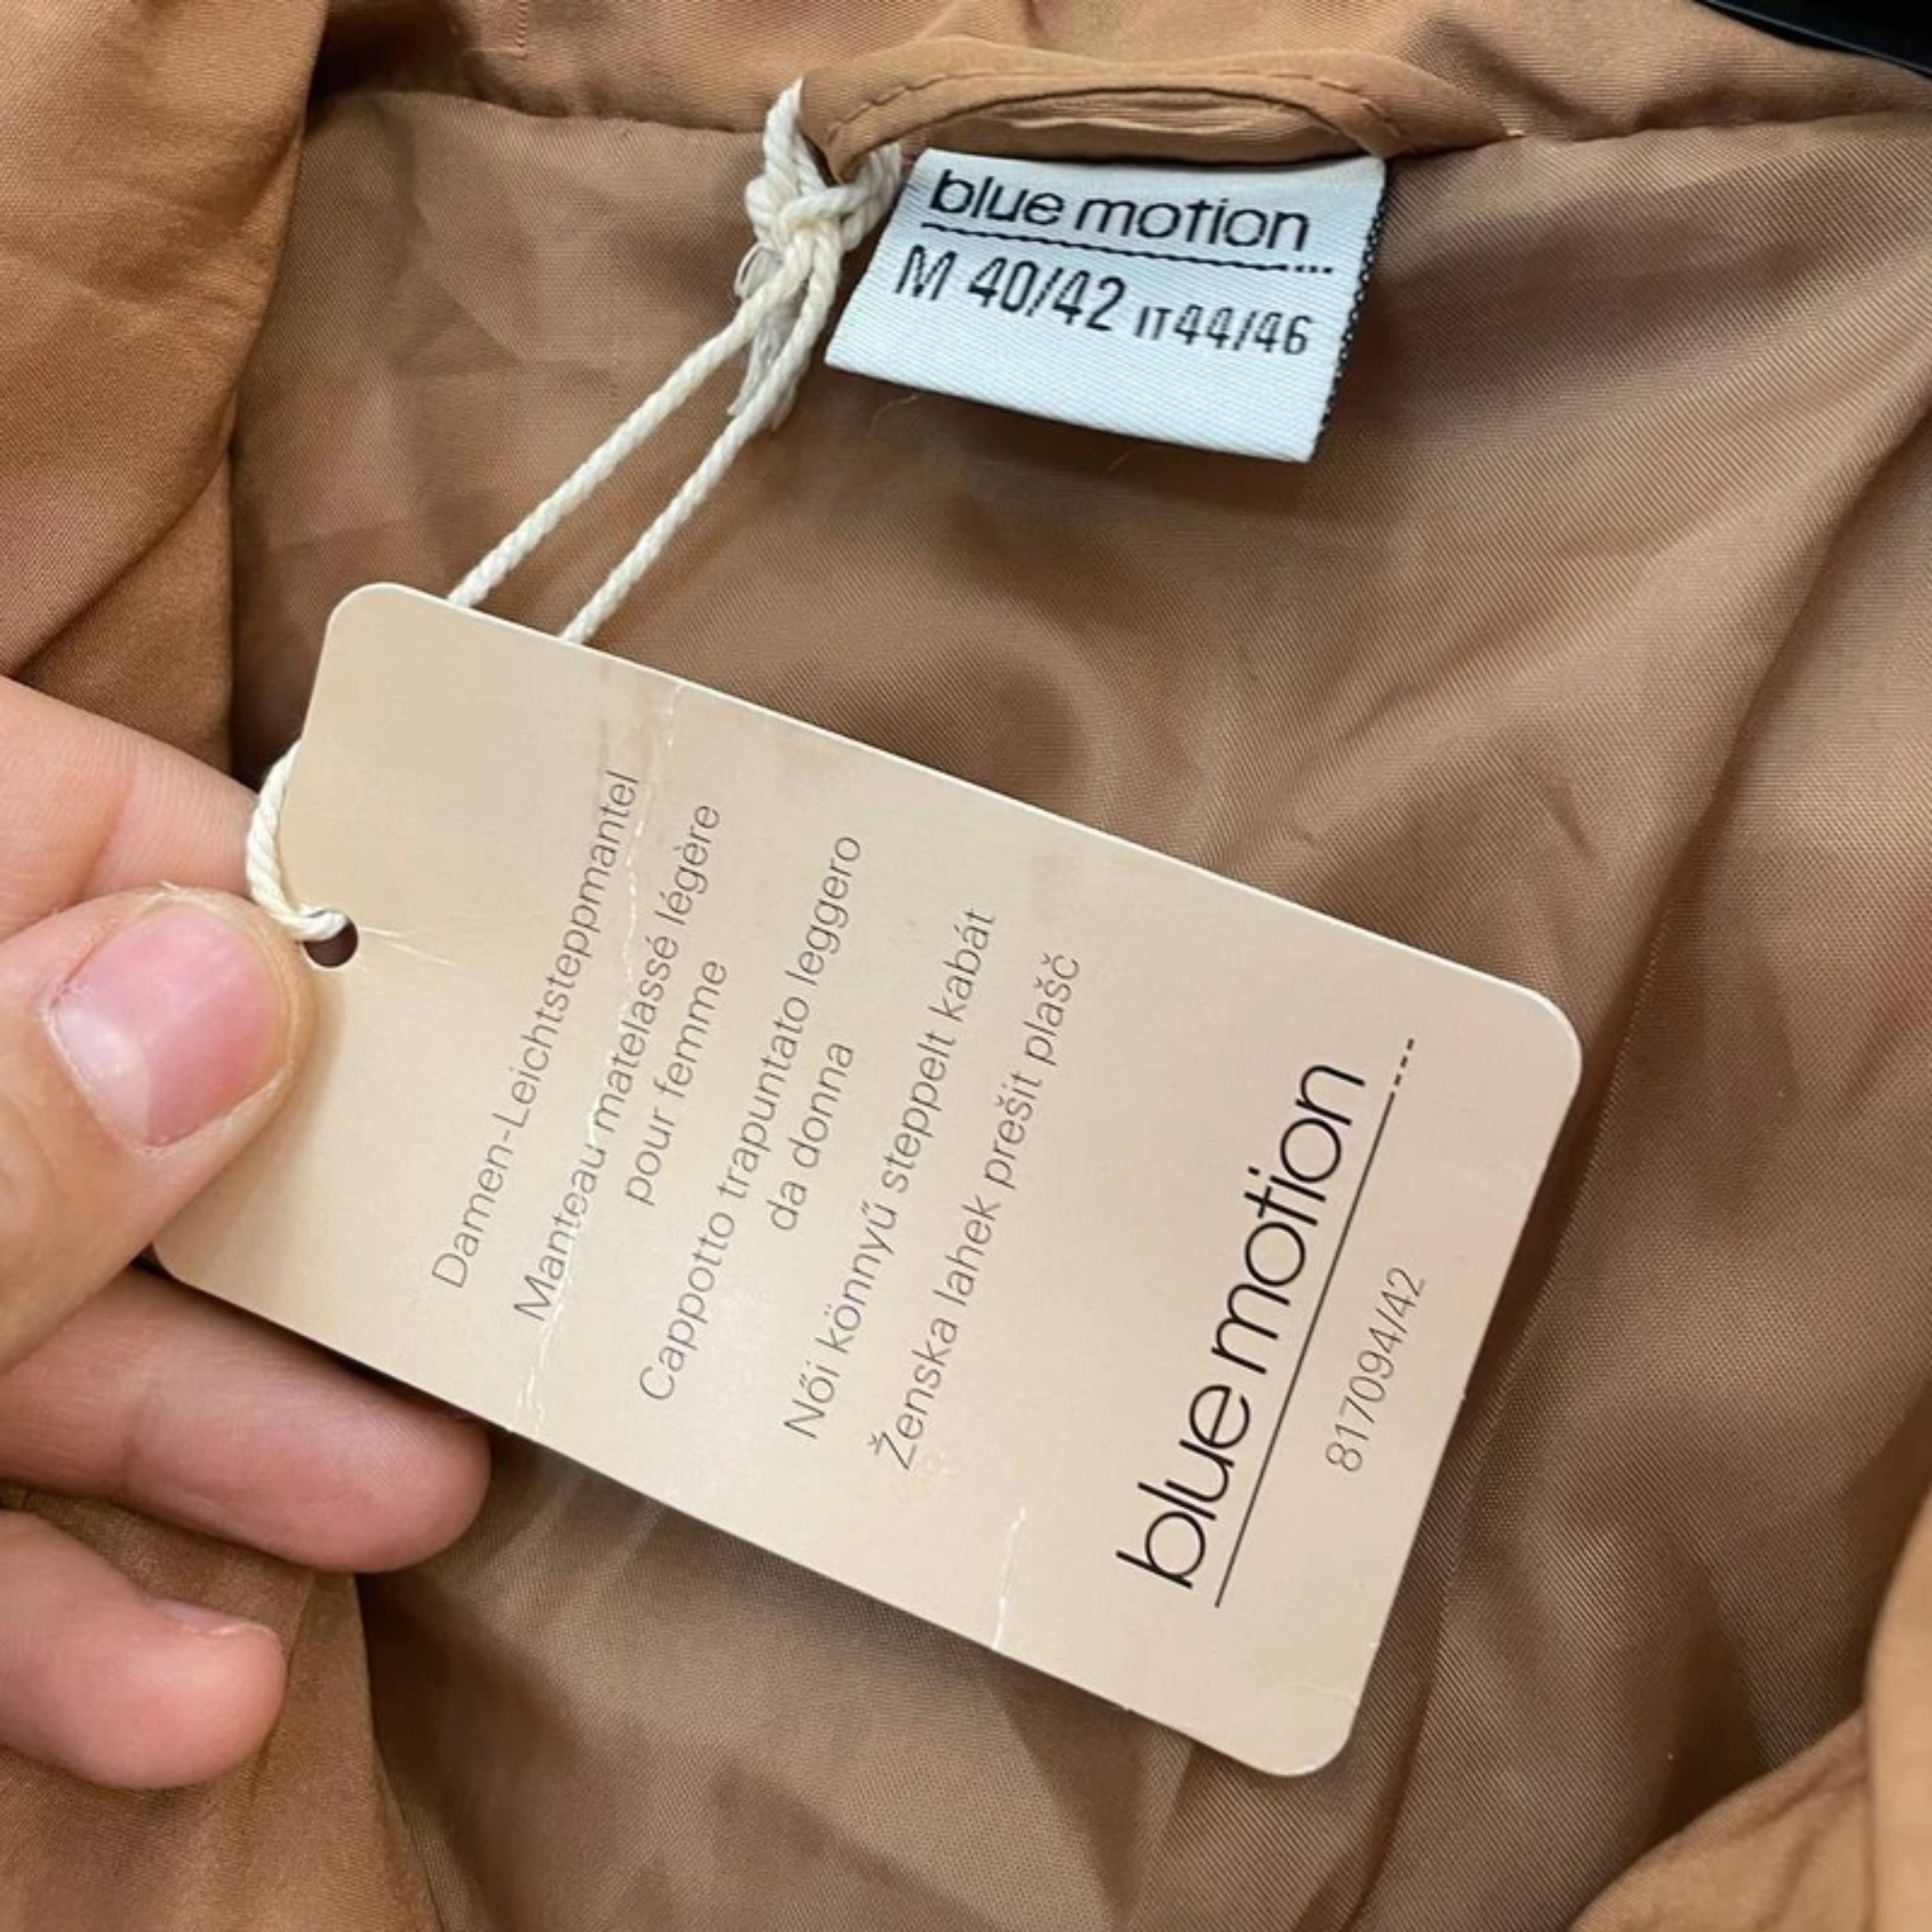 blue motion
M 40/42 IT44/46
Damen-Leichtsteppmantel
Manteau matelassé légère
pour femme
Cappotto trapuntato leggero
da donna
Női könnyű steppelt kabát
Ženska lahek prešit plašč
blue motion
817094/42